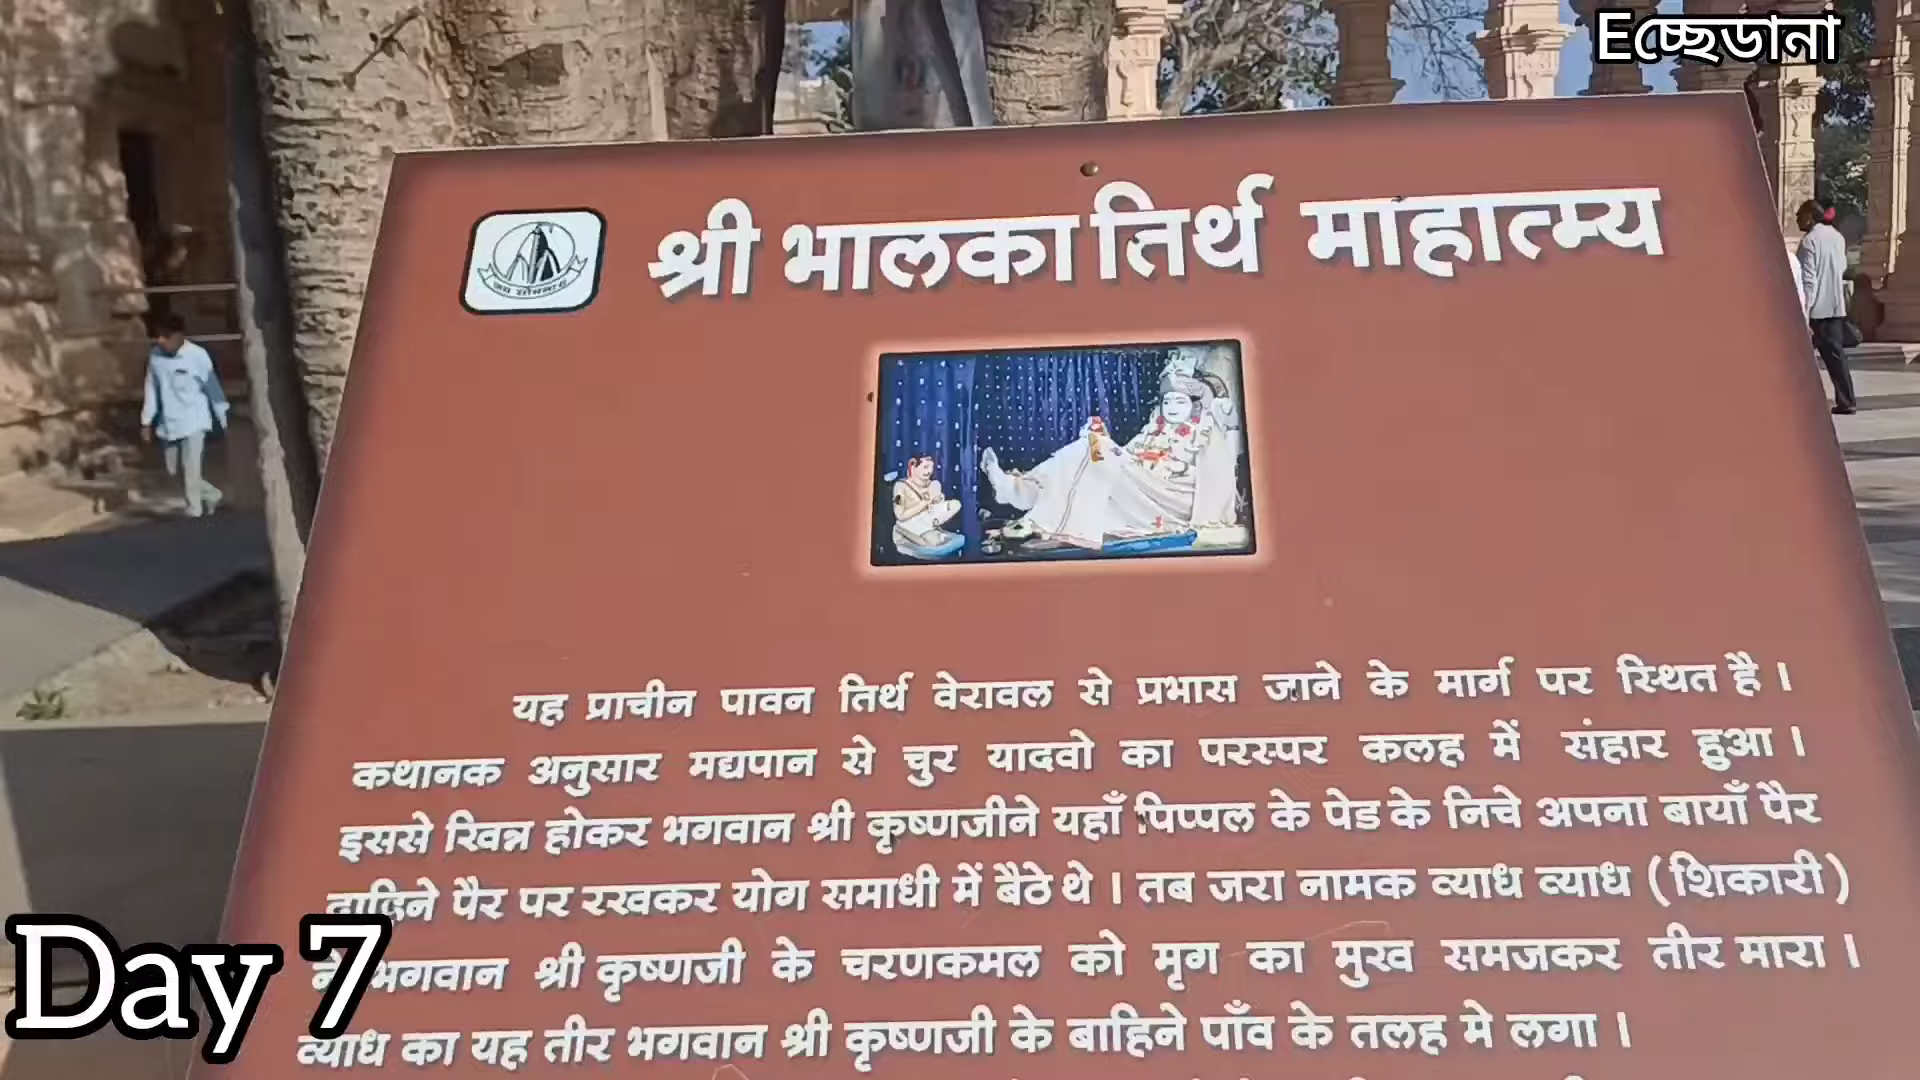 Eচ্ছেডানা
श्री भालका तिर्थ माहात्म्य
जय सोमनाथ
यह प्राचीन पावन तिर्थ वेरावल से प्रभास जाने के मार्ग पर स्थित है ।
कथानक अनुसार मद्यपान से चुर यादवो का परस्पर कलह में संहार हुआ ।
इससे खिन्न होकर भगवान श्री कृष्णजीने यहाँ पिप्पल के पेड के निचे अपना बायाँ पैर
दाहिने पैर पर रखकर योग समाधी में बैठे थे । तब जरा नामक व्याध व्याध (शिकारी)
ने भगवान श्री कृष्णजी के चरणकमल को मृग का मुख समजकर तीर मारा ।
व्याध का यह तीर भगवान श्री कृष्णजी के बाहिने पाँव के तलह मे लगा ।
Day 7